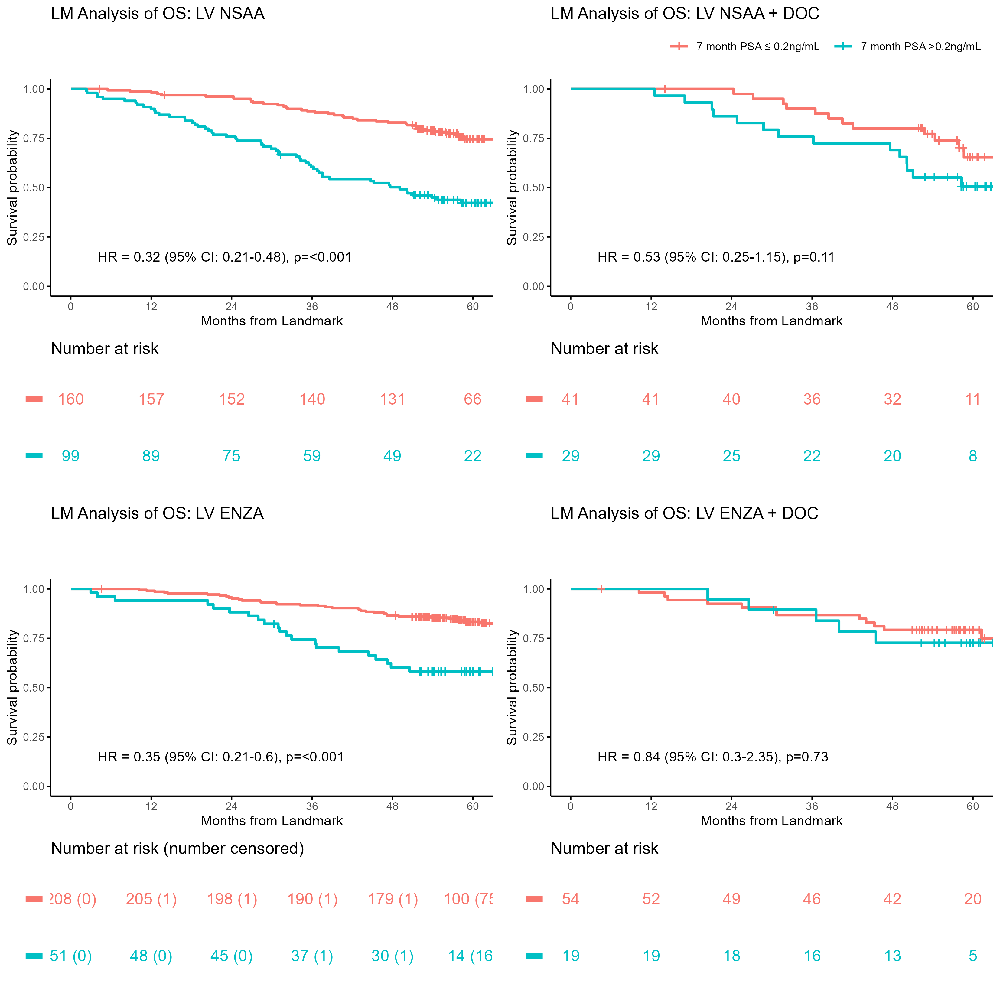 LM Analysis of OS: LV NSAA
1.00
0.75
0.50
0.25
0.00
Survival probability
HR = 0.32 (95% CI: 0.21-0.48), p=<0.001
0 12 24 36 48 60
Months from Landmark
Number at risk
160 157 152 140 131 66
99 89 75 59 49 22
LM Analysis of OS: LV NSAA + DOC
7 month PSA ≤ 0.2ng/mL 7 month PSA >0.2ng/mL
1.00
0.75
0.50
0.25
0.00
Survival probability
HR = 0.53 (95% CI: 0.25-1.15), p=0.11
0 12 24 36 48 60
Months from Landmark
Number at risk
41 41 40 36 32 11
29 29 25 22 20 8
LM Analysis of OS: LV ENZA
1.00
0.75
0.50
0.25
0.00
Survival probability
HR = 0.35 (95% CI: 0.21-0.6), p=<0.001
0 12 24 36 48 60
Months from Landmark
Number at risk (number censored)
208 (0) 205 (1) 198 (1) 190 (1) 179 (1) 100 (75
51 (0) 48 (0) 45 (0) 37 (1) 30 (1) 14 (16
LM Analysis of OS: LV ENZA + DOC
1.00
0.75
0.50
0.25
0.00
Survival probability
HR = 0.84 (95% CI: 0.3-2.35), p=0.73
0 12 24 36 48 60
Months from Landmark
Number at risk
54 52 49 46 42 20
19 19 18 16 13 5